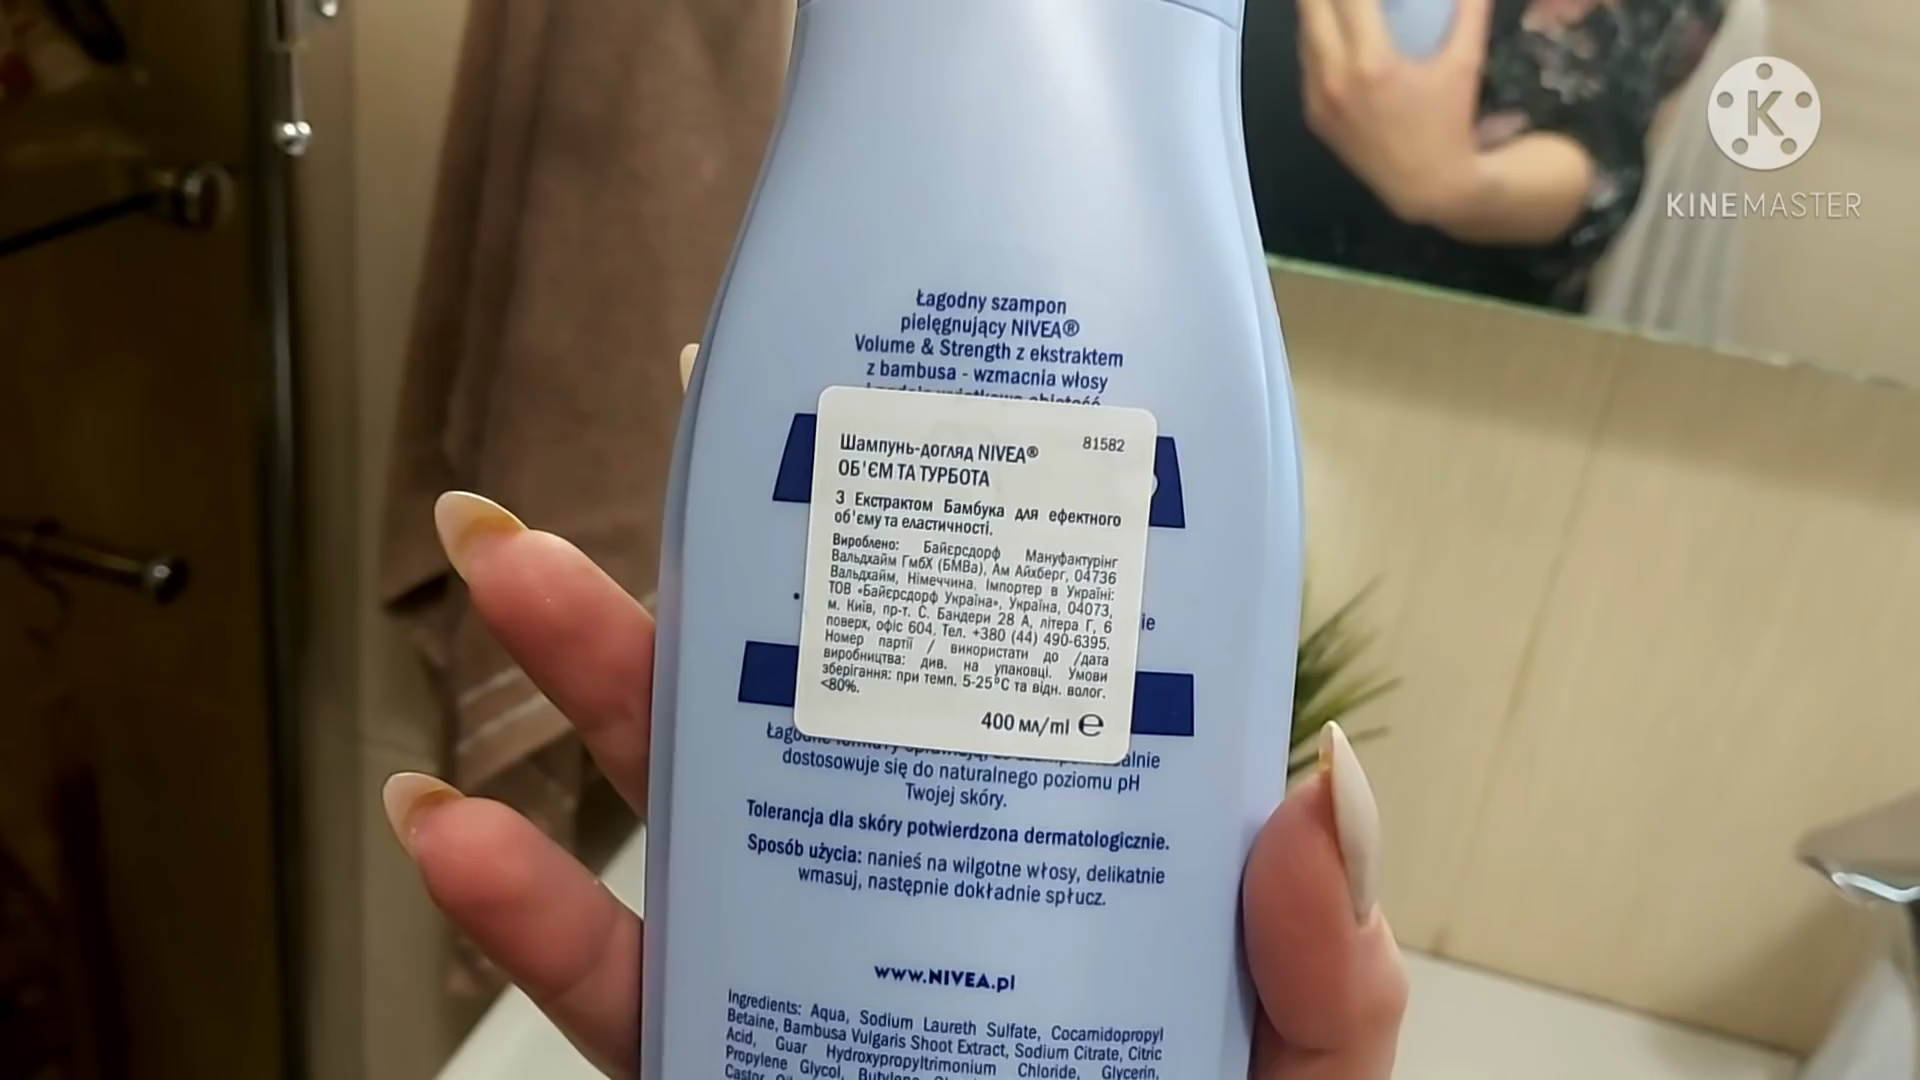 KINEMASTER
Łagodny szampon
pielęgnujący NIVEA®
Volume & Strength z ekstraktem
z bambusa - wzmacnia włosy
Шампунь-догляд NIVEA® 81582
ОБ'ЄМ ТА ТУРБОТА
З Екстрактом Бамбука для ефектного
об'єму та еластичності.
Вироблено: Байєрсдорф Мануфактурінг
Вальдхайм ГмбХ (БМВа), Ам Айхберг, 04736
Вальдхайм, Німеччина. Імпортер в Україні:
ТОВ «Байєрсдорф Україна», Україна, 04073,
м. Київ, пр-т. С. Бандери 28 А, літера Г, 6
поверх, офіс 604. Тел. +380 (44) 490-6395.
Номер партії / використати до /дата
виробництва: див. на упаковці. Умови
зберігання: при темп. 5-25°C та відн. волог.
<80%.
400 мл/ml ℮
dostosowuje się do naturalnego poziomu pH
Twojej skóry.
Tolerancja dla skóry potwierdzona dermatologicznie.
Sposób użycia: nanieś na wilgotne włosy, delikatnie
wmasuj, następnie dokładnie spłucz.
www.NIVEA.pl
Ingredients: Aqua, Sodium Laureth Sulfate, Cocamidopropyl
Betaine, Bambusa Vulgaris Shoot Extract, Sodium Citrate, Citric
Acid, Guar Hydroxypropyltrimonium Chloride, Glycerin,
Propylene Glycol,